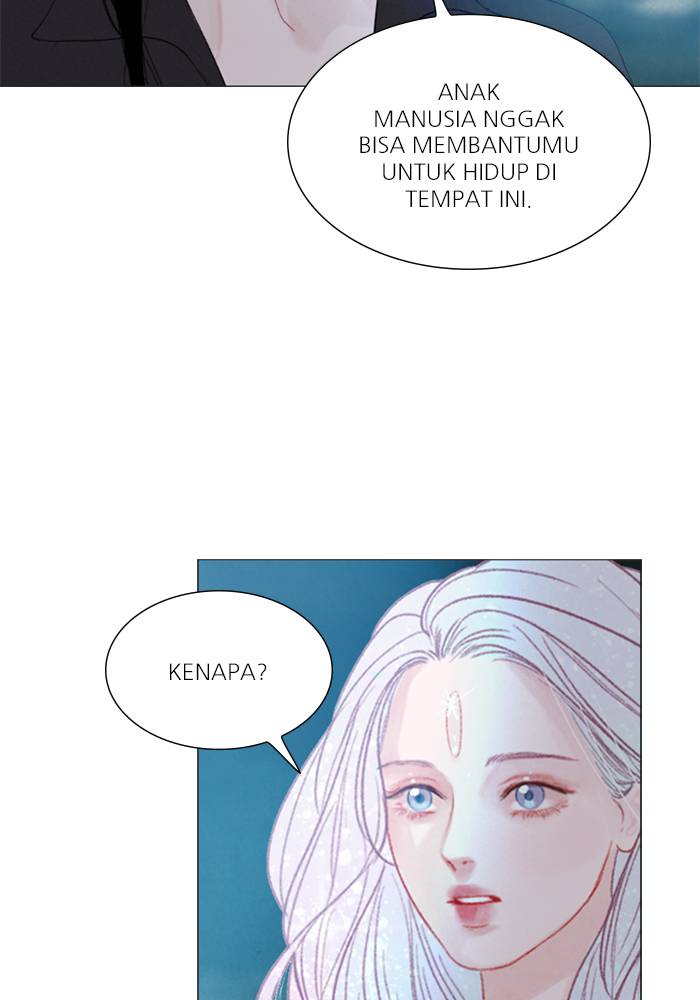 ANAK
MANUSIA NGGAK
BISA MEMBANTUMU
UNTUK HIDUP DI
TEMPAT INI.
KENAPA?